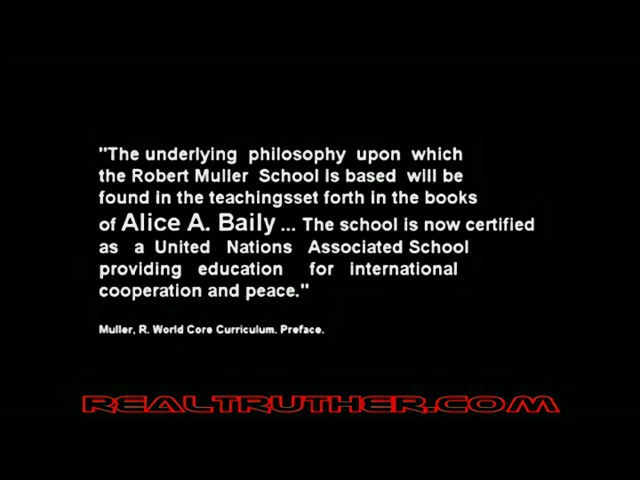 "The underlying philosophy upon which
the Robert Muller School is based will be
found in the teachingsset forth in the books
of Alice A. Baily ... The school is now certified
as a United Nations Associated School
providing education for international
cooperation and peace."
Muller, R. World Core Curriculum. Preface.
REALTRUTHER.COM